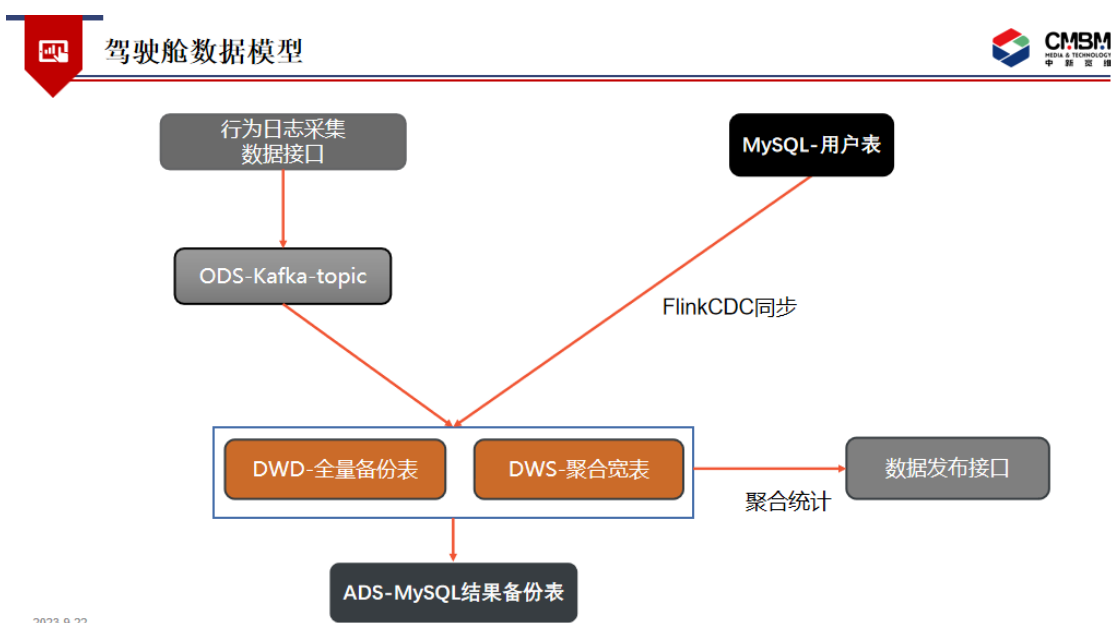 驾驶舱数据模型
CMBM
MEDIA & TECHNOLOGY
中新宽维
行为日志采集
数据接口
MySQL-用户表
ODS-Kafka-topic
FlinkCDC同步
DWD-全量备份表
DWS-聚合宽表
数据发布接口
聚合统计
ADS-MySQL结果备份表
2023.9.22